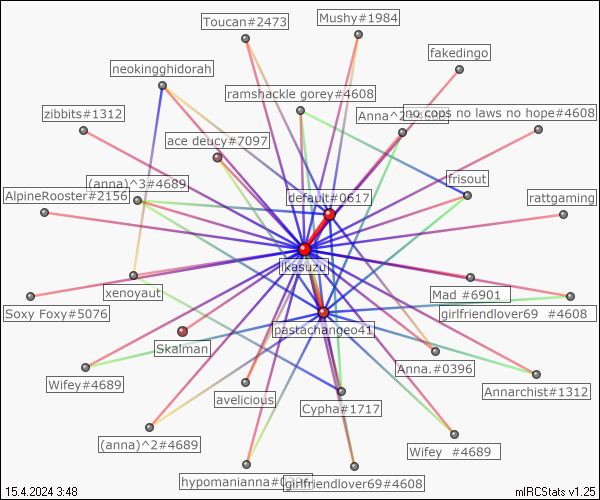 Toucan#2473
Mushy#1984
fakedingo
neokingghidorah
ramshackle gorey#4608
zibbits#1312
Anna^2
no cops no laws no hope#4608
ace deucy#7097
(anna)^3#4689
frisout
AlpineRooster#2156
default#0617
rattgaming
ikasuzu
xenoyaut
Mad #6901
Soxy Foxy#5076
girlfriendlover69 #4608
pastachangeo41
Skalman
Anna.#0396
Wifey#4689
Annarchist#1312
avelicious
Cypha#1717
(anna)^2#4689
Wifey #4689
hypomanianna
girlfriendlover69#4608
15.4.2024 3:48
mIRCStats v1.25